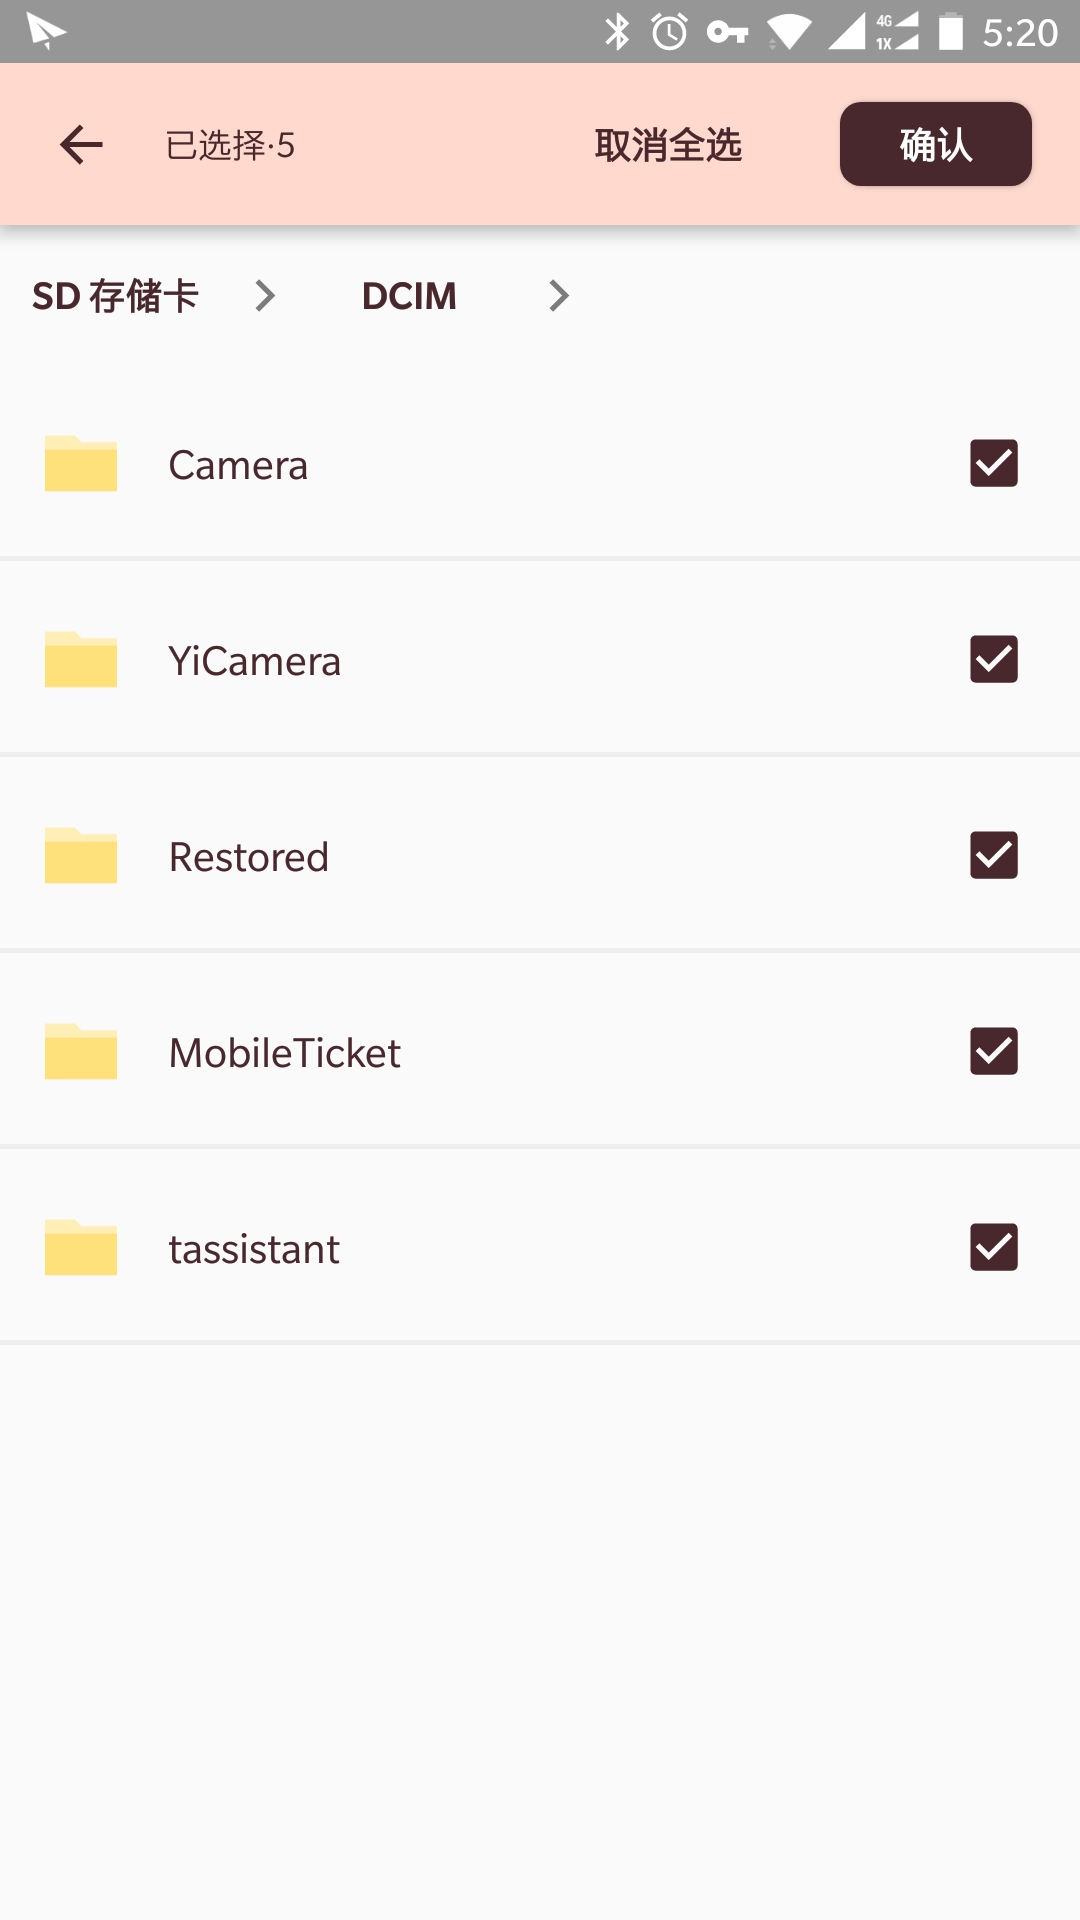 4G
1X
5:20
已选择·5
取消全选
确认
SD 存储卡
DCIM
Camera
YiCamera
Restored
MobileTicket
tassistant